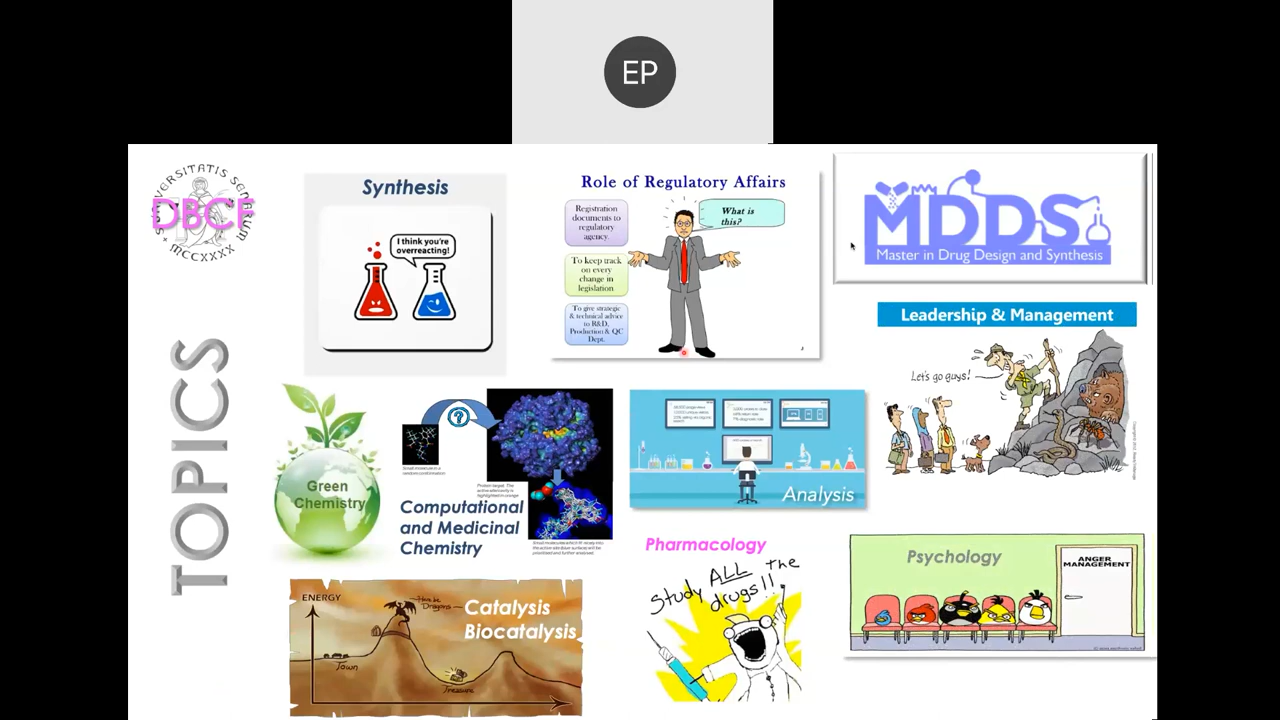 EP
DBCF
MCCXXXX
TOPICS
Synthesis
I think you're
overreacting!
Role of Regulatory Affairs
Registration
documents to
regulatory
agency.
To keep track
on every
change in
legislation
To give strategic
& technical advice
to R&D,
Production & QC
Dept.
What is
this?
MDDS
Master in Drug Design and Synthesis
Leadership & Management
Let's go guys!
Green
Chemistry
?
Computational
and Medicinal
Chemistry
Analysis
Pharmacology
Study ALL the
drugs!!
Psychology
ANGER
MANAGEMENT
ENERGY
Catalysis
Biocatalysis
Town
Treasure